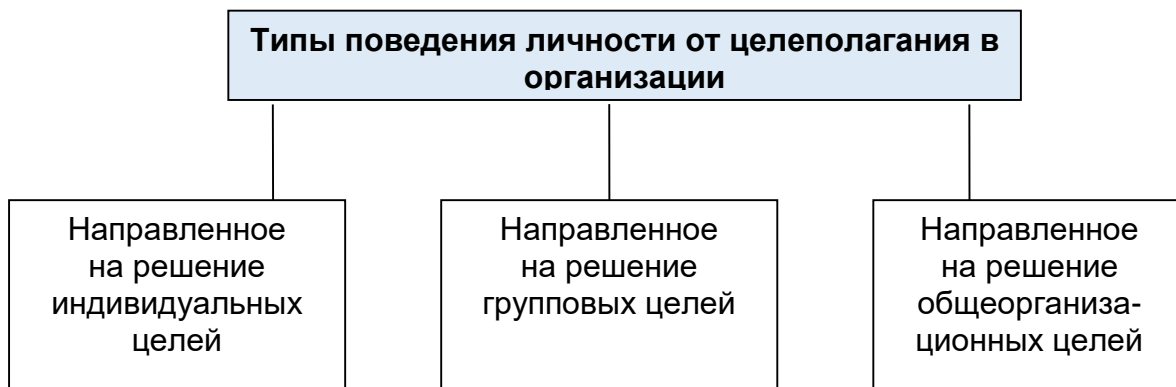 Типы поведения личности от целеполагания в
организации
Направленное
на решение
индивидуальных
целей
Направленное
на решение
групповых целей
Направленное
на решение
общеорганиза-
ционных целей